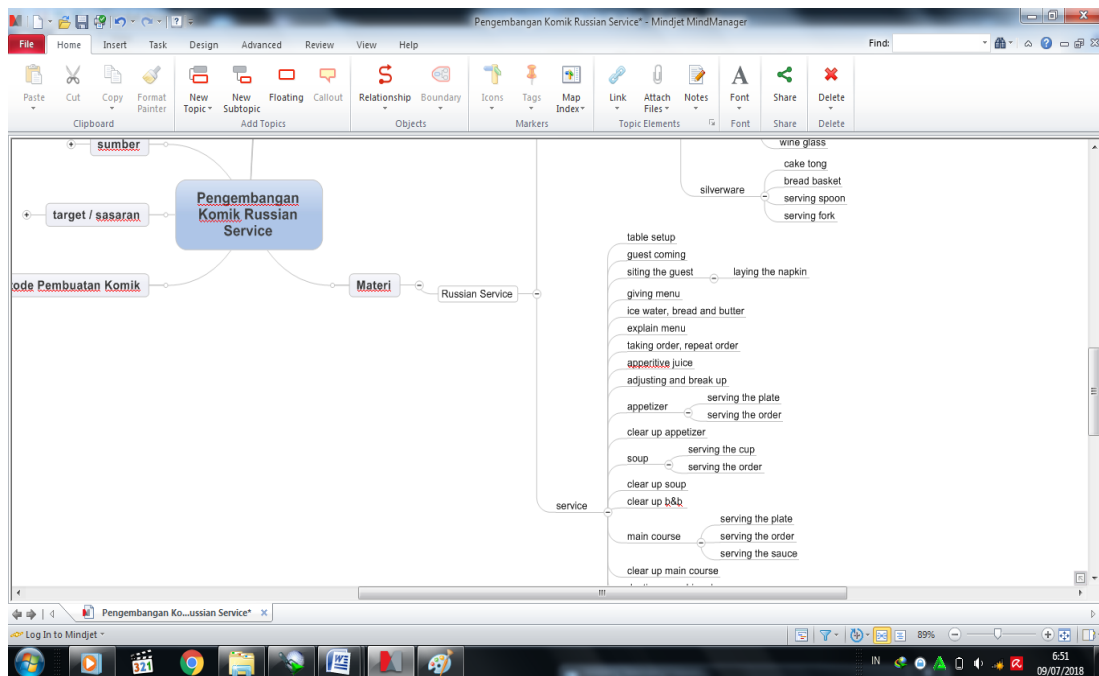 Pengembangan Komik Russian Service* - Mindjet MindManager
File Home Insert Task Design Advanced Review View Help Find:
Paste Cut Copy Format Painter New Topic New Subtopic Floating Callout Relationship Boundary Icons Tags Map Index Link Attach Files Notes Font Share Delete
Clipboard Add Topics Objects Markers Topic Elements Font Share Delete
sumber
target / sasaran
ode Pembuatan Komik
Pengembangan
Komik Russian
Service
Materi
Russian Service
wine glass
silverware
cake tong
bread basket
serving spoon
serving fork
service
table setup
guest coming
siting the guest
laying the napkin
giving menu
ice water, bread and butter
explain menu
taking order, repeat order
apperitive juice
adjusting and break up
appetizer
serving the plate
serving the order
clear up appetizer
soup
serving the cup
serving the order
clear up soup
clear up b&b
main course
serving the plate
serving the order
serving the sauce
clear up main course
Pengembangan Ko...ussian Service*
Log In to Mindjet
89%
321
IN
6:51
09/07/2018